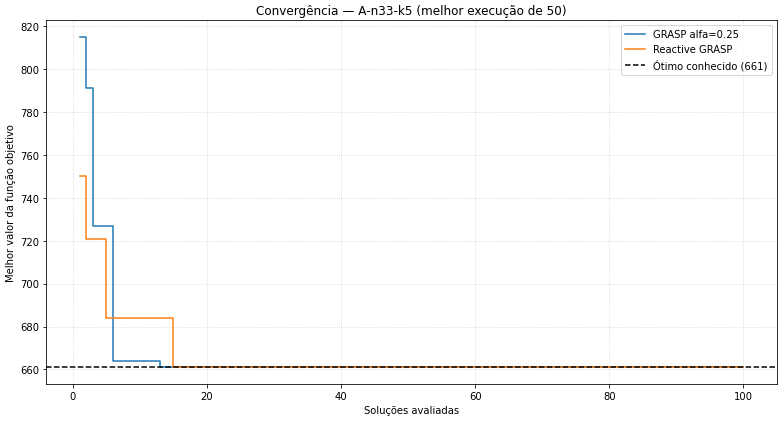 Convergência — A-n33-k5 (melhor execução de 50)
GRASP alfa=0.25
Reactive GRASP
Ótimo conhecido (661)
Melhor valor da função objetivo
820
800
780
760
740
720
700
680
660
0
20
40
60
80
100
Soluções avaliadas